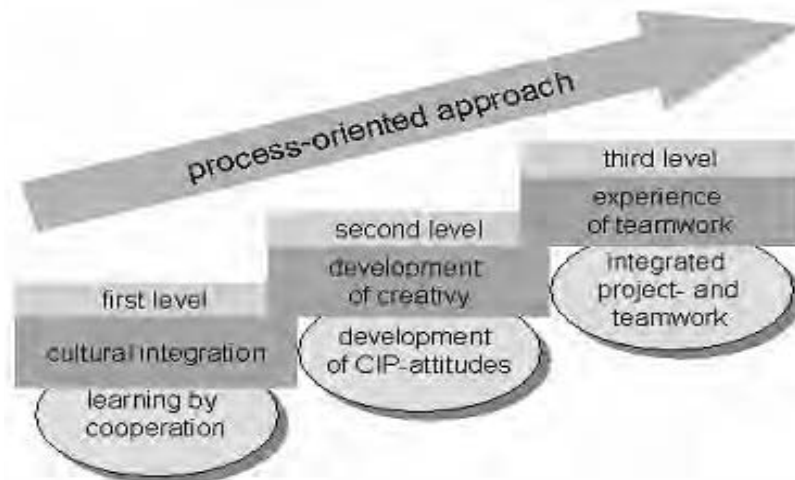 process-oriented approach
third level
experience
of teamwork
integrated
project- and
teamwork
second level
development
of creativy
development
of CIP-attitudes
first level
cultural integration
learning by
cooperation